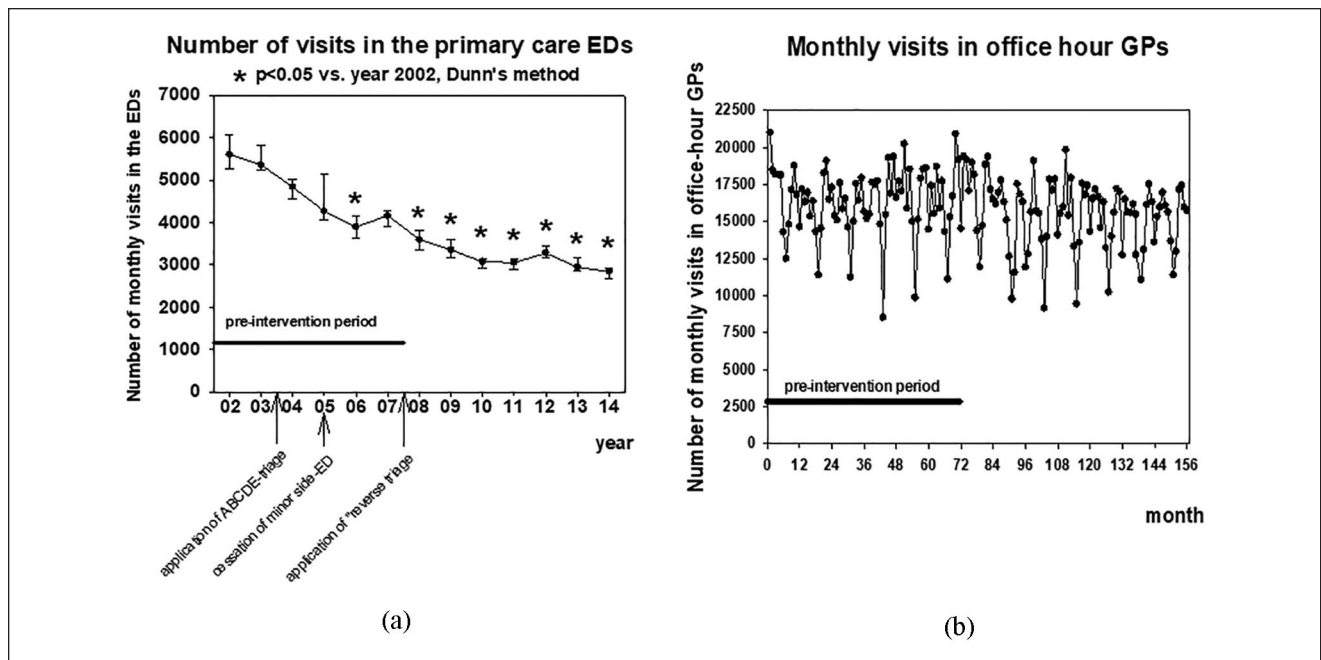 Number of visits in the primary care EDs
* p<0.05 vs. year 2002, Dunn's method
Number of monthly visits in the EDs
7000
6000
5000
4000
3000
2000
1000
0
* * * * * * * *
pre-intervention period
02 03 04 05 06 07 08 09 10 11 12 13 14
year
application of ABCDE-triage
cessation of minor side-ED
application of "reverse triage
(a)
Monthly visits in office hour GPs
Number of monthly visits in office-hour GPs
22500
20000
17500
15000
12500
10000
7500
5000
2500
0
pre-intervention period
0 12 24 36 48 60 72 84 96 108 120 132 144 156
month
(b)